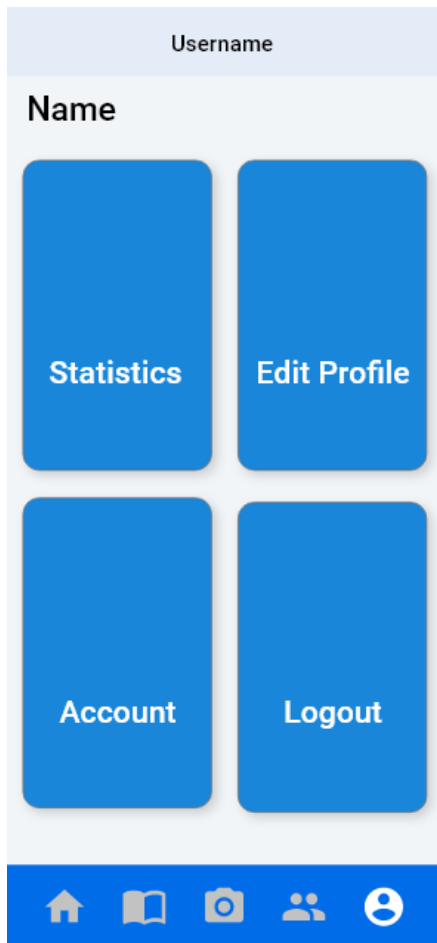 Username
Name
Statistics
Edit Profile
Account
Logout